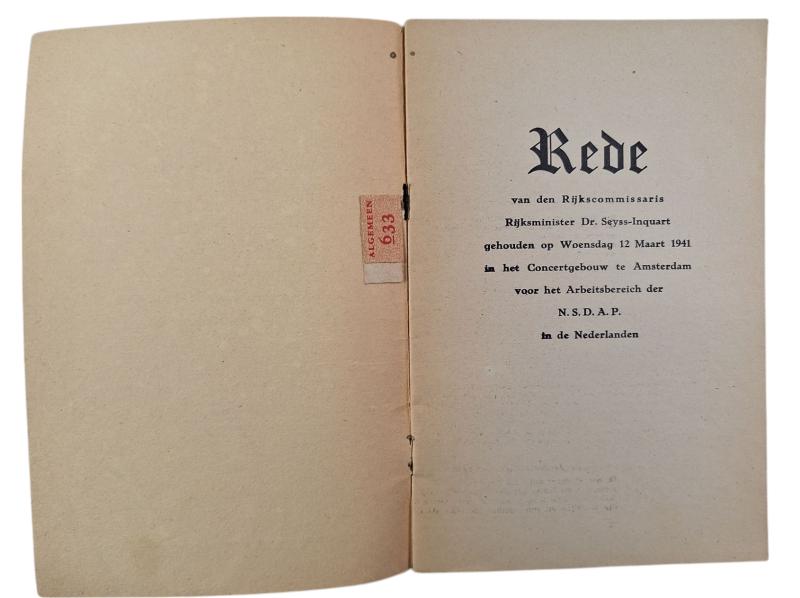 ALGEMEEN
633
Rede
van den Rijkscommissaris
Rijksminister Dr. Seyss-Inquart
gehouden op Woensdag 12 Maart 1941
in het Concertgebouw te Amsterdam
voor het Arbeitsbereich der
N.S.D.A.P.
in de Nederlanden